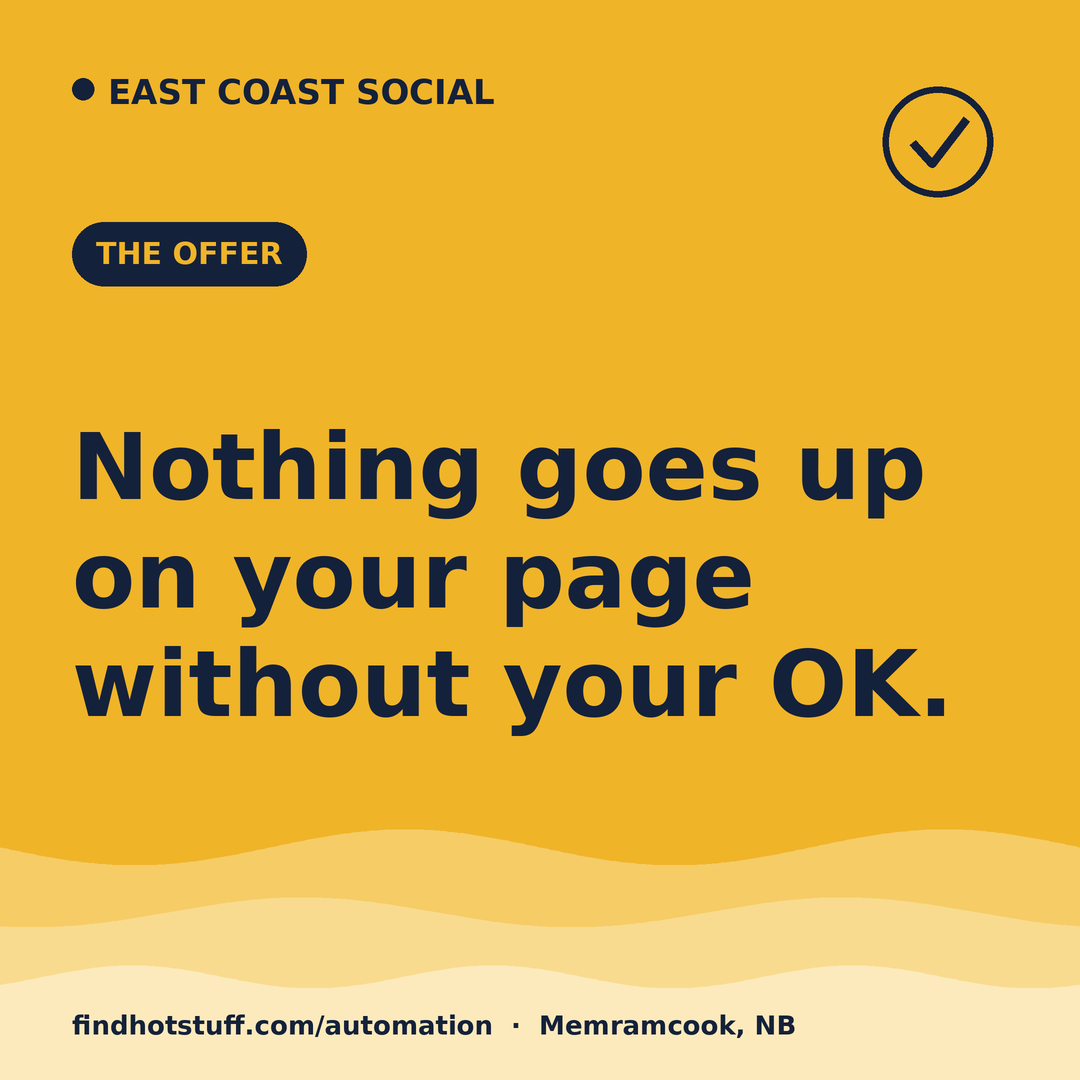 EAST COAST SOCIAL
THE OFFER
Nothing goes up
on your page
without your OK.
findhotstuff.com/automation · Memramcook, NB